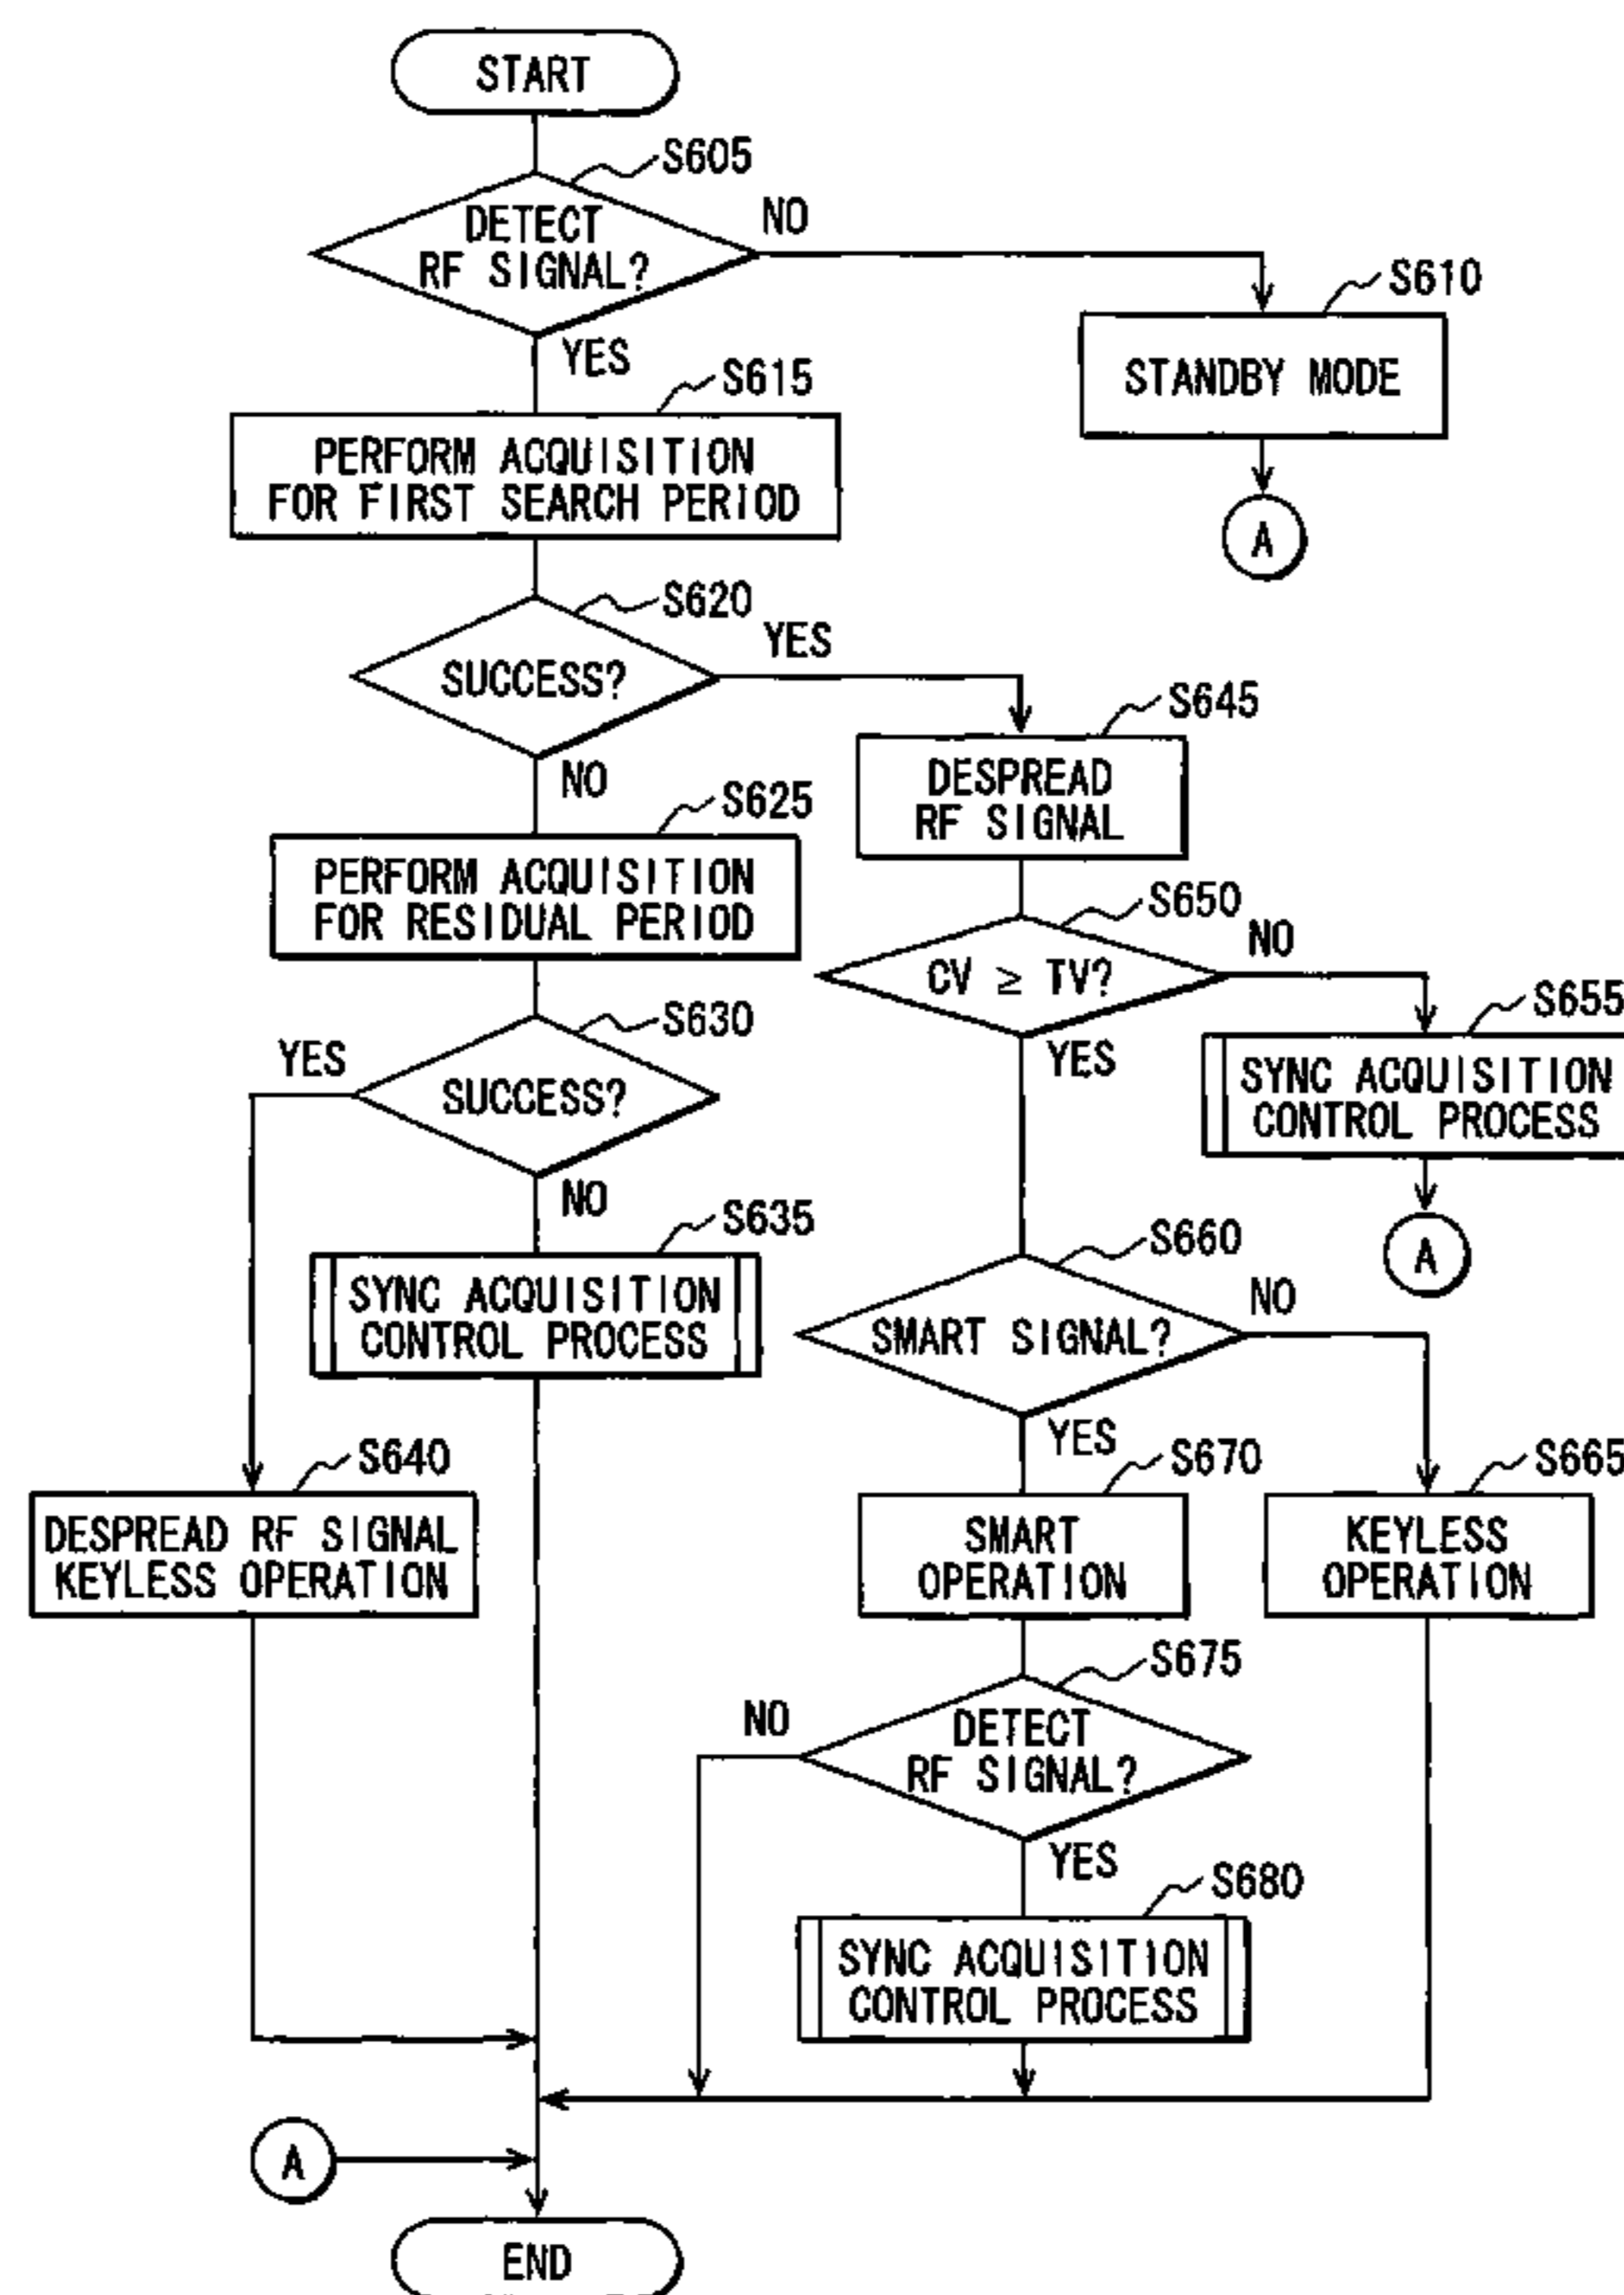 START
S605
DETECT
RF SIGNAL?
NO
S610
STANDBY MODE
A
YES
S615
PERFORM ACQUISITION
FOR FIRST SEARCH PERIOD
S620
SUCCESS?
YES
S645
DESPREAD
RF SIGNAL
NO
S625
PERFORM ACQUISITION
FOR RESIDUAL PERIOD
S650
CV ≥ TV?
NO
S655
SYNC ACQUISITION
CONTROL PROCESS
A
YES
S630
SUCCESS?
YES
NO
S635
SYNC ACQUISITION
CONTROL PROCESS
S660
SMART SIGNAL?
NO
YES
S640
DESPREAD RF SIGNAL
KEYLESS OPERATION
S670
SMART
OPERATION
S665
KEYLESS
OPERATION
S675
DETECT
RF SIGNAL?
NO
YES
S680
SYNC ACQUISITION
CONTROL PROCESS
A
END